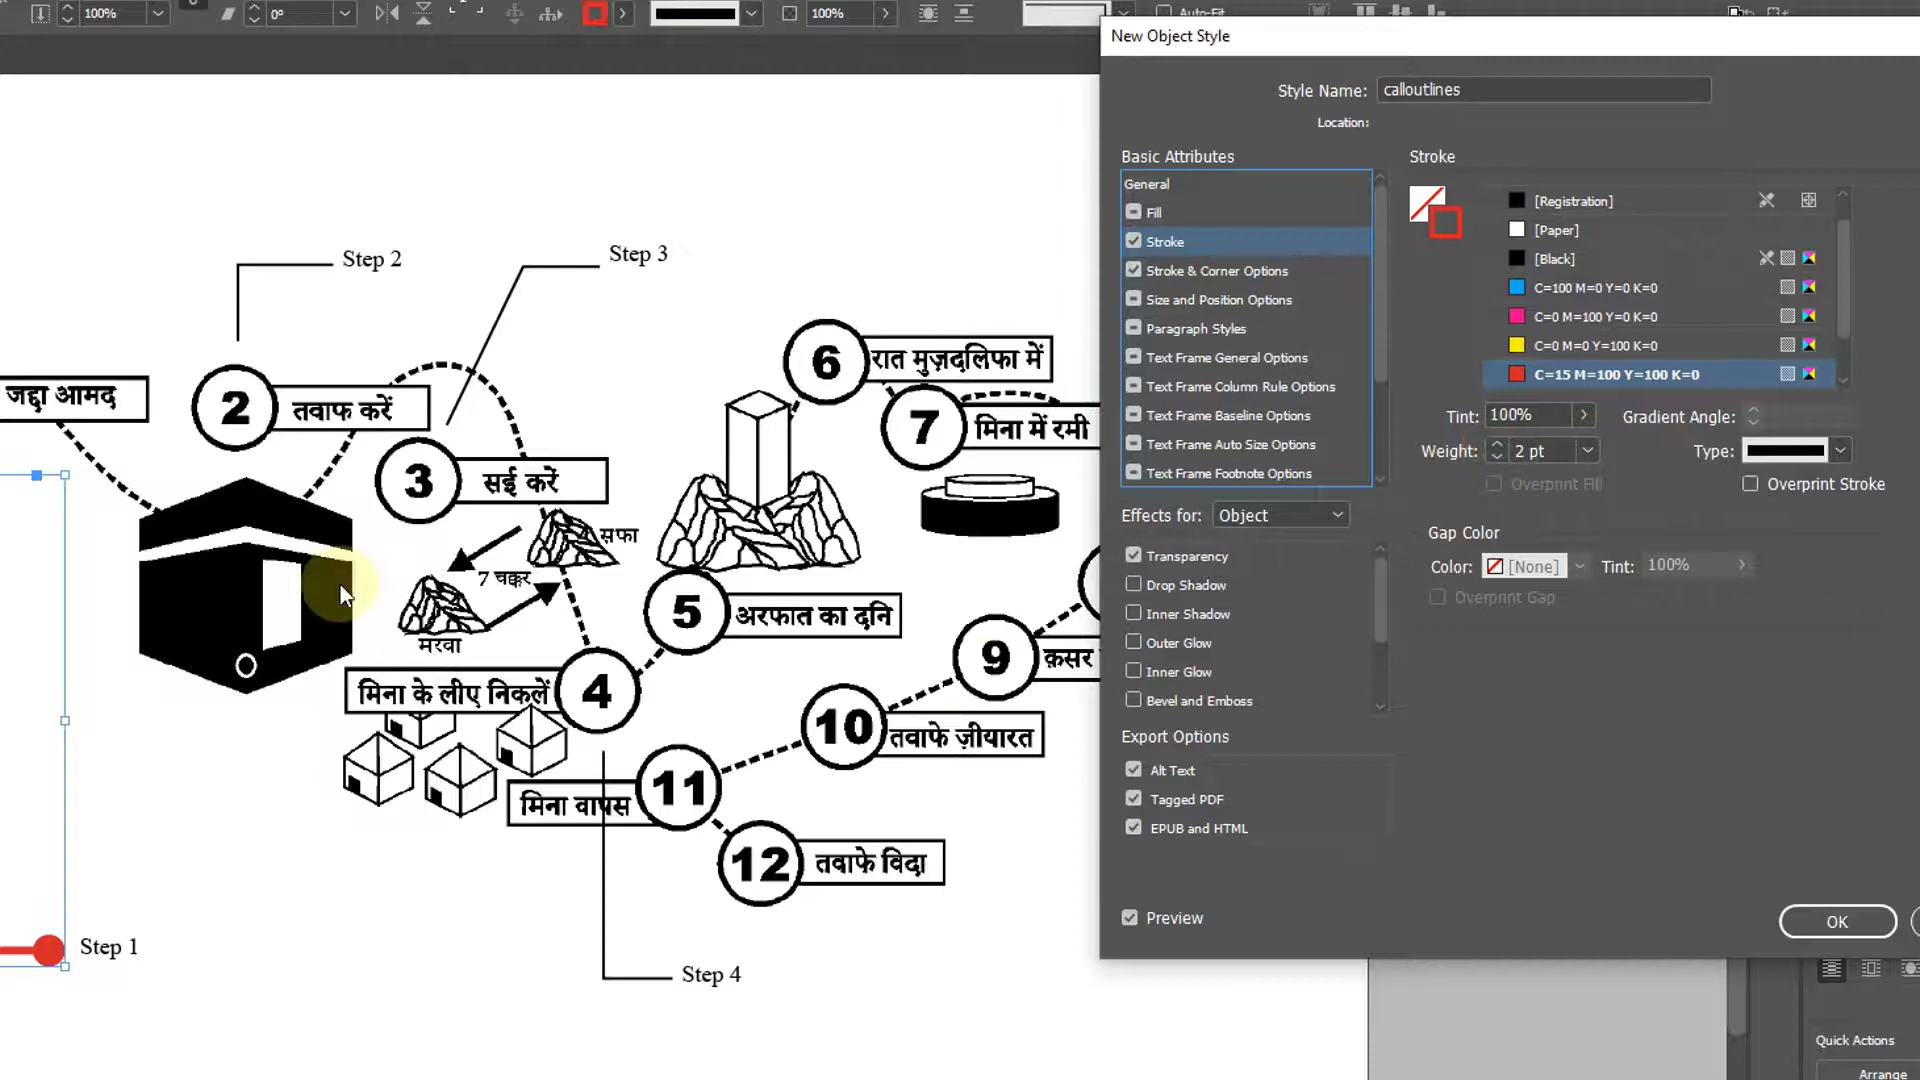 100%
0°
100%
Auto-Fit
New Object Style
Style Name: calloutlines
Location:
Basic Attributes
General
Fill
Stroke
Stroke & Corner Options
Size and Position Options
Paragraph Styles
Text Frame General Options
Text Frame Column Rule Options
Text Frame Baseline Options
Text Frame Auto Size Options
Text Frame Footnote Options
Stroke
[Registration]
[Paper]
[Black]
C=100 M=0 Y=0 K=0
C=0 M=100 Y=0 K=0
C=0 M=0 Y=100 K=0
C=15 M=100 Y=100 K=0
Tint: 100%
Gradient Angle:
Weight: 2 pt
Type:
Overprint Fill
Overprint Stroke
Gap Color
Color: [None]
Tint: 100%
Overprint Gap
Effects for: Object
Transparency
Drop Shadow
Inner Shadow
Outer Glow
Inner Glow
Bevel and Emboss
Export Options
Alt Text
Tagged PDF
EPUB and HTML
Preview
OK
Quick Actions
Arrange
Step 2
Step 3
जद्दा आमद
2 तवाफ करें
3 सई करें
सफा
7 चक्कर
मरवा
मिना के लीए निकलें 4
5 अरफात का दनि
6 रात मुज़दलिफा में
7 मिना में रमी
9 क़सर
10 तवाफे ज़ीयारत
मिना वापस 11
12 तवाफे विदा
Step 1
Step 4